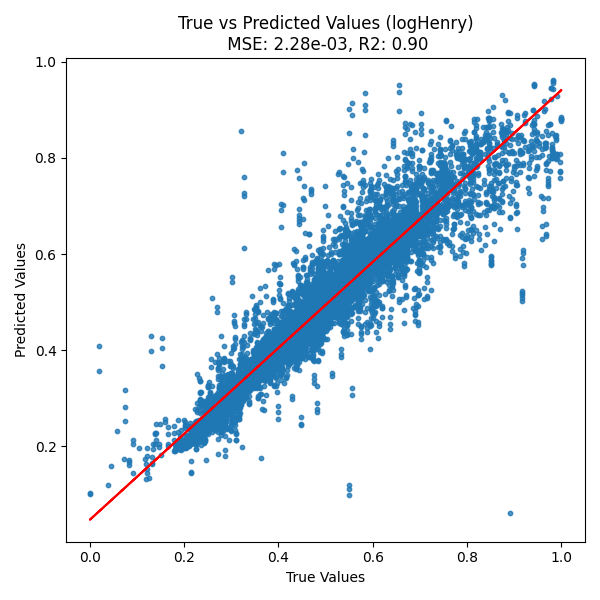 True vs Predicted Values (logHenry)
MSE: 2.28e-03, R2: 0.90
1.0
0.8
0.6
0.4
0.2
Predicted Values
0.0 0.2 0.4 0.6 0.8 1.0
True Values